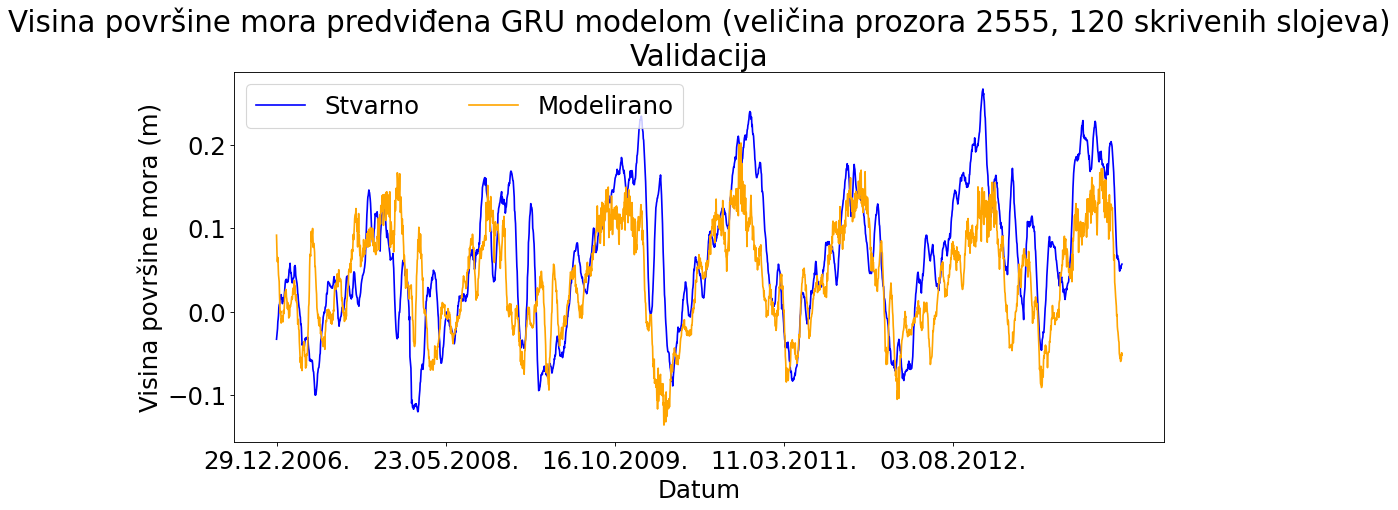 Visina površine mora predviđena GRU modelom (veličina prozora 2555, 120 skrivenih slojeva)
Validacija
Stvarno
Modelirano
Visina površine mora (m)
0.2
0.1
0.0
−0.1
29.12.2006.
23.05.2008.
16.10.2009.
11.03.2011.
03.08.2012.
Datum